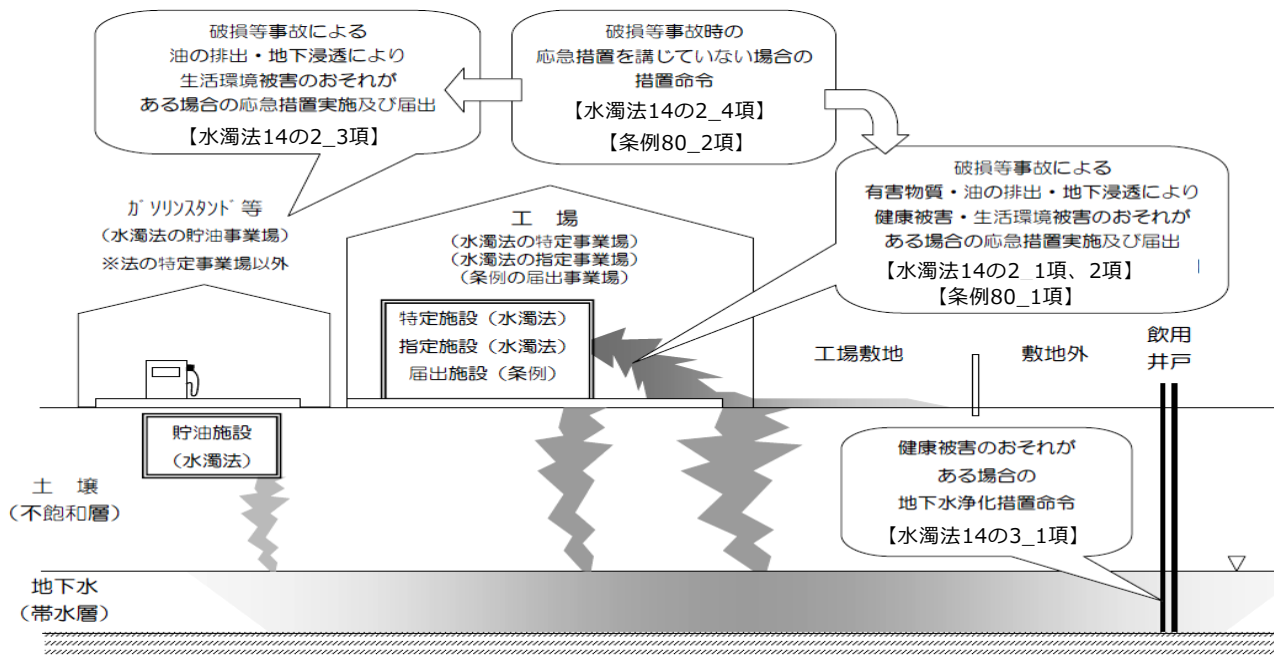 破損等事故による
油の排出・地下浸透により
生活環境被害のおそれが
ある場合の応急措置実施及び届出
【水濁法14の2_3項】
破損等事故時の
応急措置を講じていない場合の
措置命令
【水濁法14の2_4項】
【条例80_2項】
破損等事故による
有害物質・油の排出・地下浸透により
健康被害・生活環境被害のおそれが
ある場合の応急措置実施及び届出
【水濁法14の2_1項、2項】
【条例80_1項】
ガソリンスタンド等
(水濁法の貯油事業場)
※法の特定事業場以外
工 場
(水濁法の特定事業場)
(水濁法の指定事業場)
(条例の届出事業場)
特定施設(水濁法)
指定施設(水濁法)
届出施設(条例)
工場敷地
敷地外
飲用
井戸
貯油施設
(水濁法)
健康被害のおそれが
ある場合の
地下水浄化措置命令
【水濁法14の3_1項】
土 壌
(不飽和層)
地下水
(帯水層)